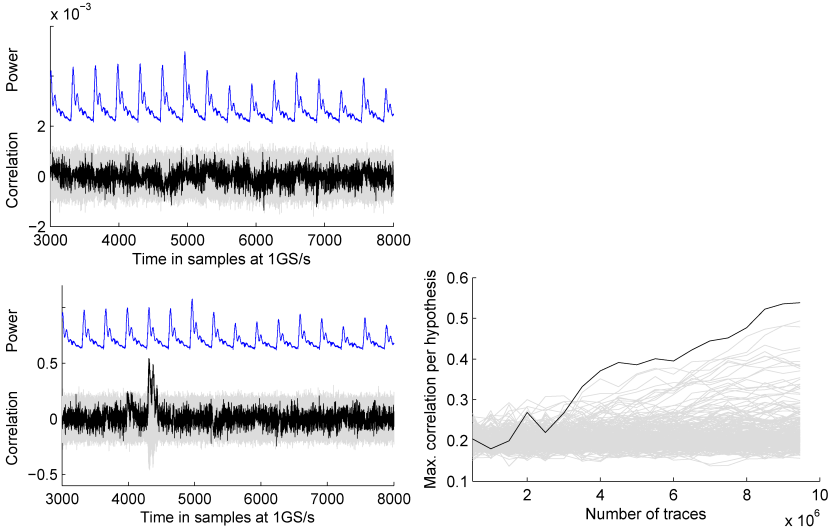 x 10⁻³
Power
2
Correlation
0
−2
3000 4000 5000 6000 7000 8000
Time in samples at 1GS/s
Power
0.5
Correlation
0
−0.5
3000 4000 5000 6000 7000 8000
Time in samples at 1GS/s
Max. correlation per hypothesis
0.6
0.5
0.4
0.3
0.2
0.1
2 4 6 8 10
Number of traces
x 10⁶